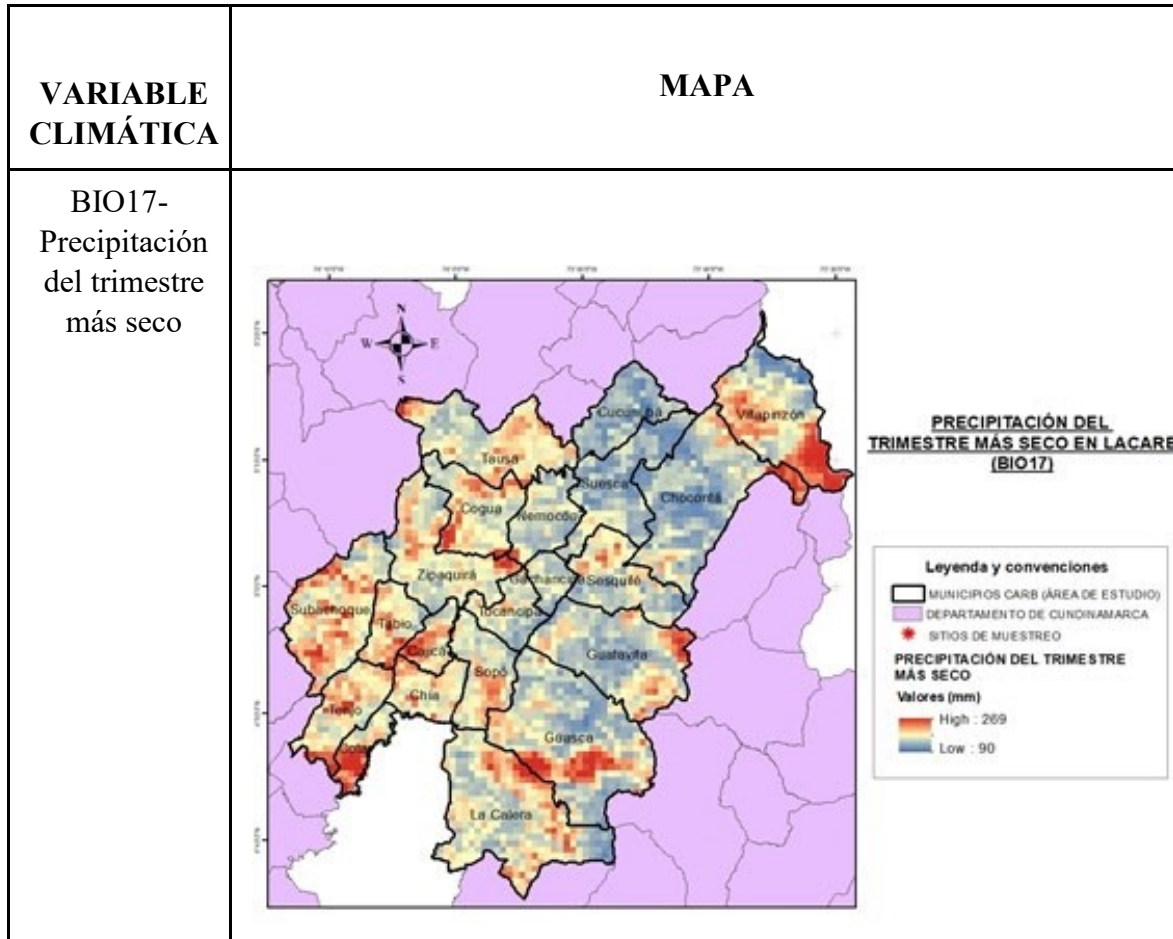 VARIABLE
CLIMÁTICA
MAPA
BIO17-
Precipitación
del trimestre
más seco
N
W
E
S
Cucunubá
Villapinzón
Tausa
Suesca
Chocontá
Cogua
Nemocón
Zipaquirá
Gachancipá
Sesquilé
Subachoque
Tocancipá
Tabio
Cajicá
Guatavita
Sopó
Chía
Tenjo
Cota
Guasca
La Calera
PRECIPITACIÓN DEL
TRIMESTRE MÁS SECO EN LACARB
(BIO17)
Leyenda y convenciones
MUNICIPIOS CARB (ÁREA DE ESTUDIO)
DEPARTAMENTO DE CUNDINAMARCA
SITIOS DE MUESTREO
PRECIPITACIÓN DEL TRIMESTRE
MÁS SECO
Valores (mm)
High : 269
Low : 90